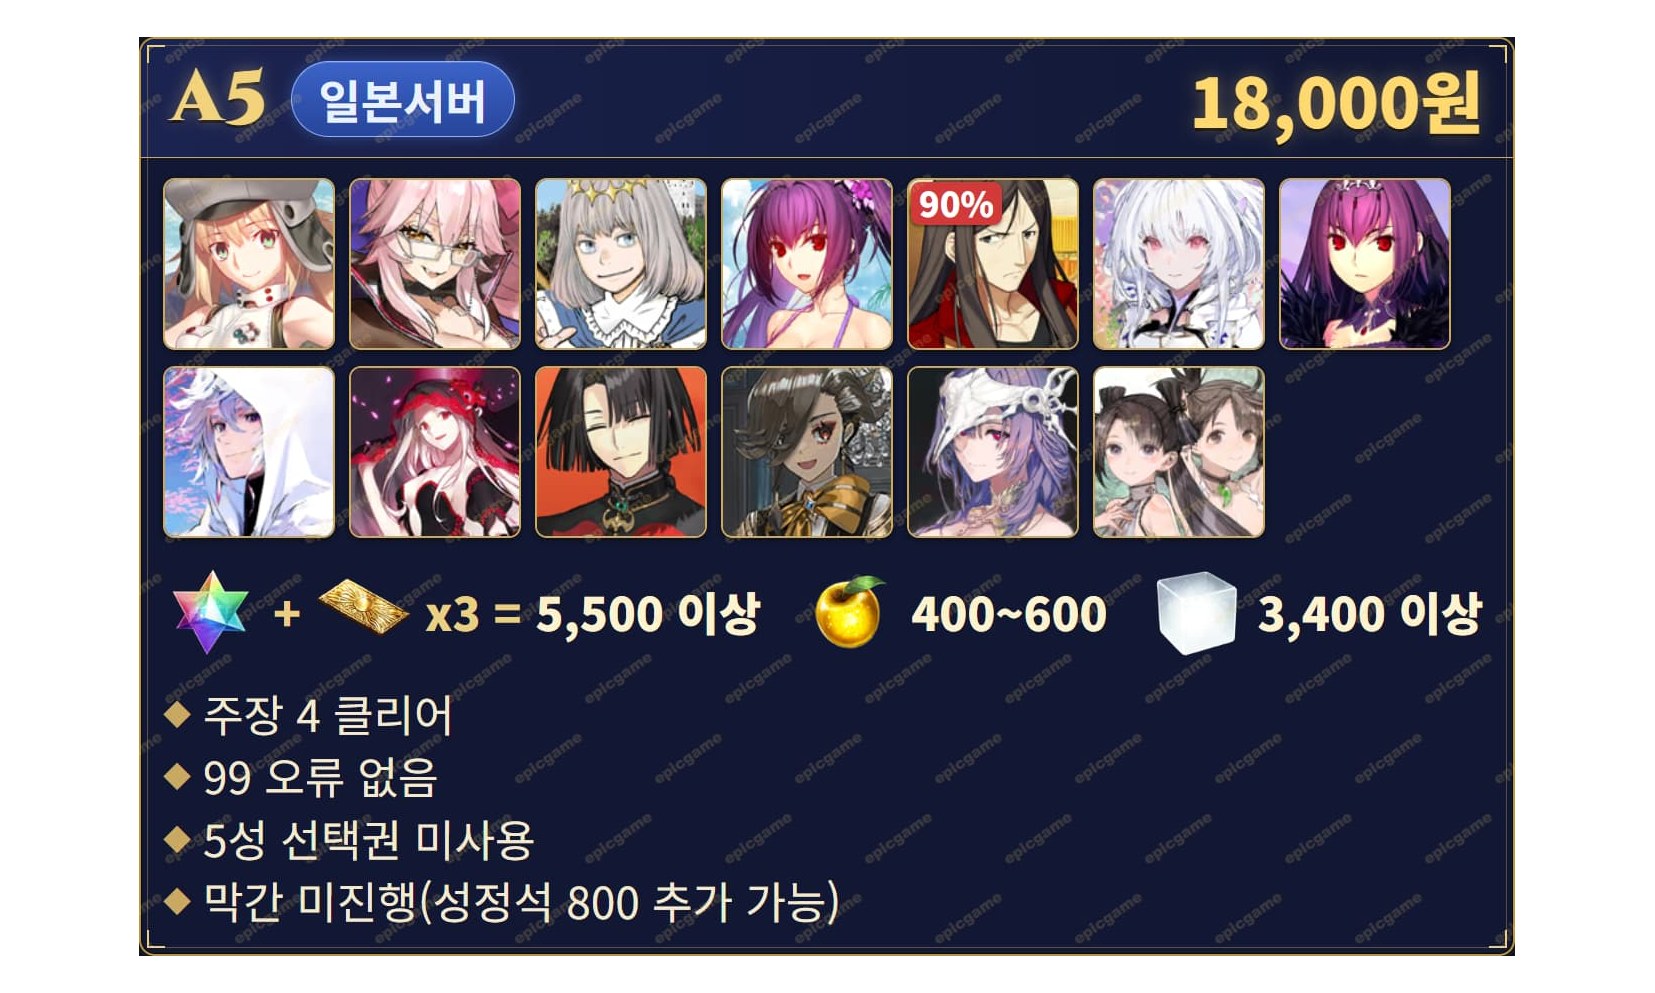 A5 일본서버 18,000원
90%
+ x3 = 5,500 이상 400~600 3,400 이상
주장 4 클리어
99 오류 없음
5성 선택권 미사용
막간 미진행(성정석 800 추가 가능)
epicgame